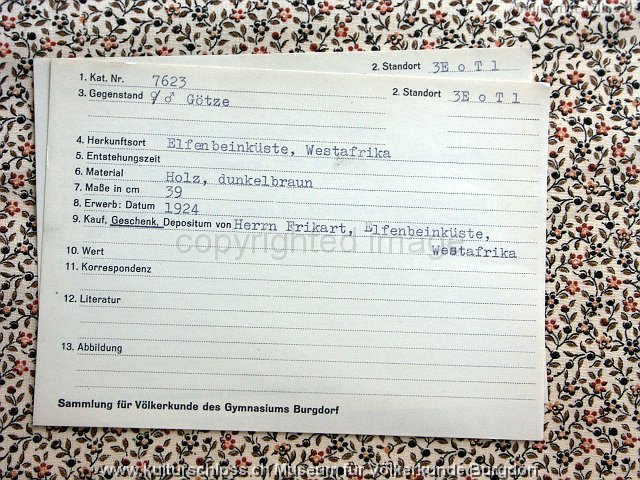 2. Standort 3E o T 1
1. Kat. Nr. 7623
3. Gegenstand ♂ Götze 2. Standort 3E o T 1
4. Herkunftsort Elfenbeinküste, Westafrika
5. Entstehungszeit
6. Material Holz, dunkelbraun
7. Maße in cm 39
8. Erwerb: Datum 1924
9. Kauf, Geschenk, Depositum von Herrn Frikart, Elfenbeinküste,
Westafrika
copyrighted image
10. Wert
11. Korrespondenz
12. Literatur
13. Abbildung
Sammlung für Völkerkunde des Gymnasiums Burgdorf
www.kulturschloss.ch Museum für Völkerkunde Burgdorf